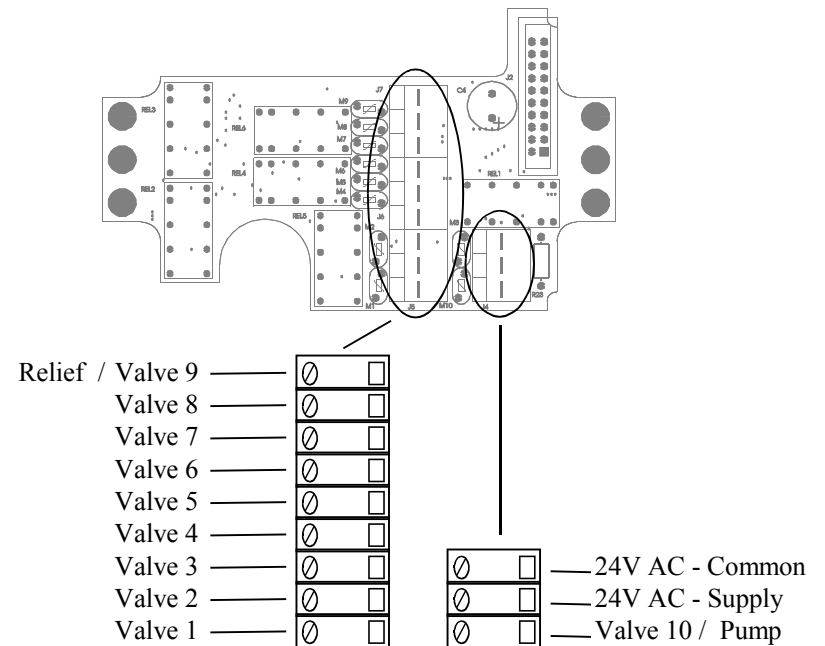 J2
J7
C4
M9
REL3
M8
REL6
M7
M6
REL4
M5
M4
REL1
REL2
REL5
J6
M2
M8
R23
M1
J5
M10
J4
Relief / Valve 9
Valve 8
Valve 7
Valve 6
Valve 5
Valve 4
Valve 3
24V AC - Common
Valve 2
24V AC - Supply
Valve 1
Valve 10 / Pump